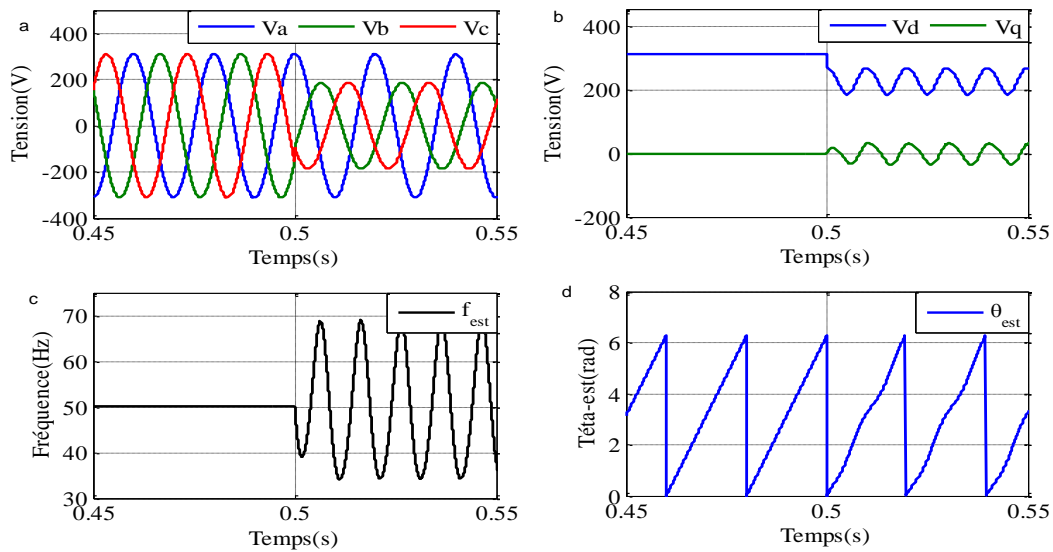 a
Va Vb Vc
400
200
0
-200
-400
0.45 0.5 0.55
Tension(V)
Temps(s)
b
Vd Vq
400
200
0
-200
0.45 0.5 0.55
Tension(V)
Temps(s)
c
f_est
70
60
50
40
30
0.45 0.5 0.55
Fréquence(Hz)
Temps(s)
d
θ_est
8
6
4
2
0
0.45 0.5 0.55
Téta-est(rad)
Temps(s)